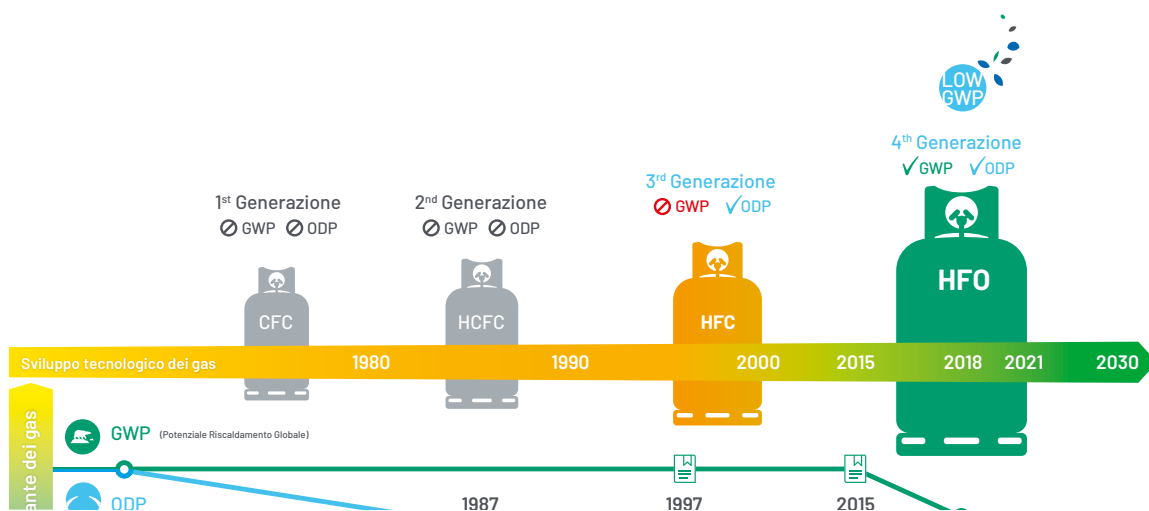 LOW
GWP
4th Generazione
GWP ODP
3rd Generazione
GWP ODP
1st Generazione
GWP ODP
2nd Generazione
GWP ODP
HFO
CFC
HCFC
HFC
Sviluppo tecnologico dei gas 1980 1990 2000 2015 2018 2021 2030
dei gas
GWP (Potenziale Riscaldamento Globale)
ODP
1987 1997 2015